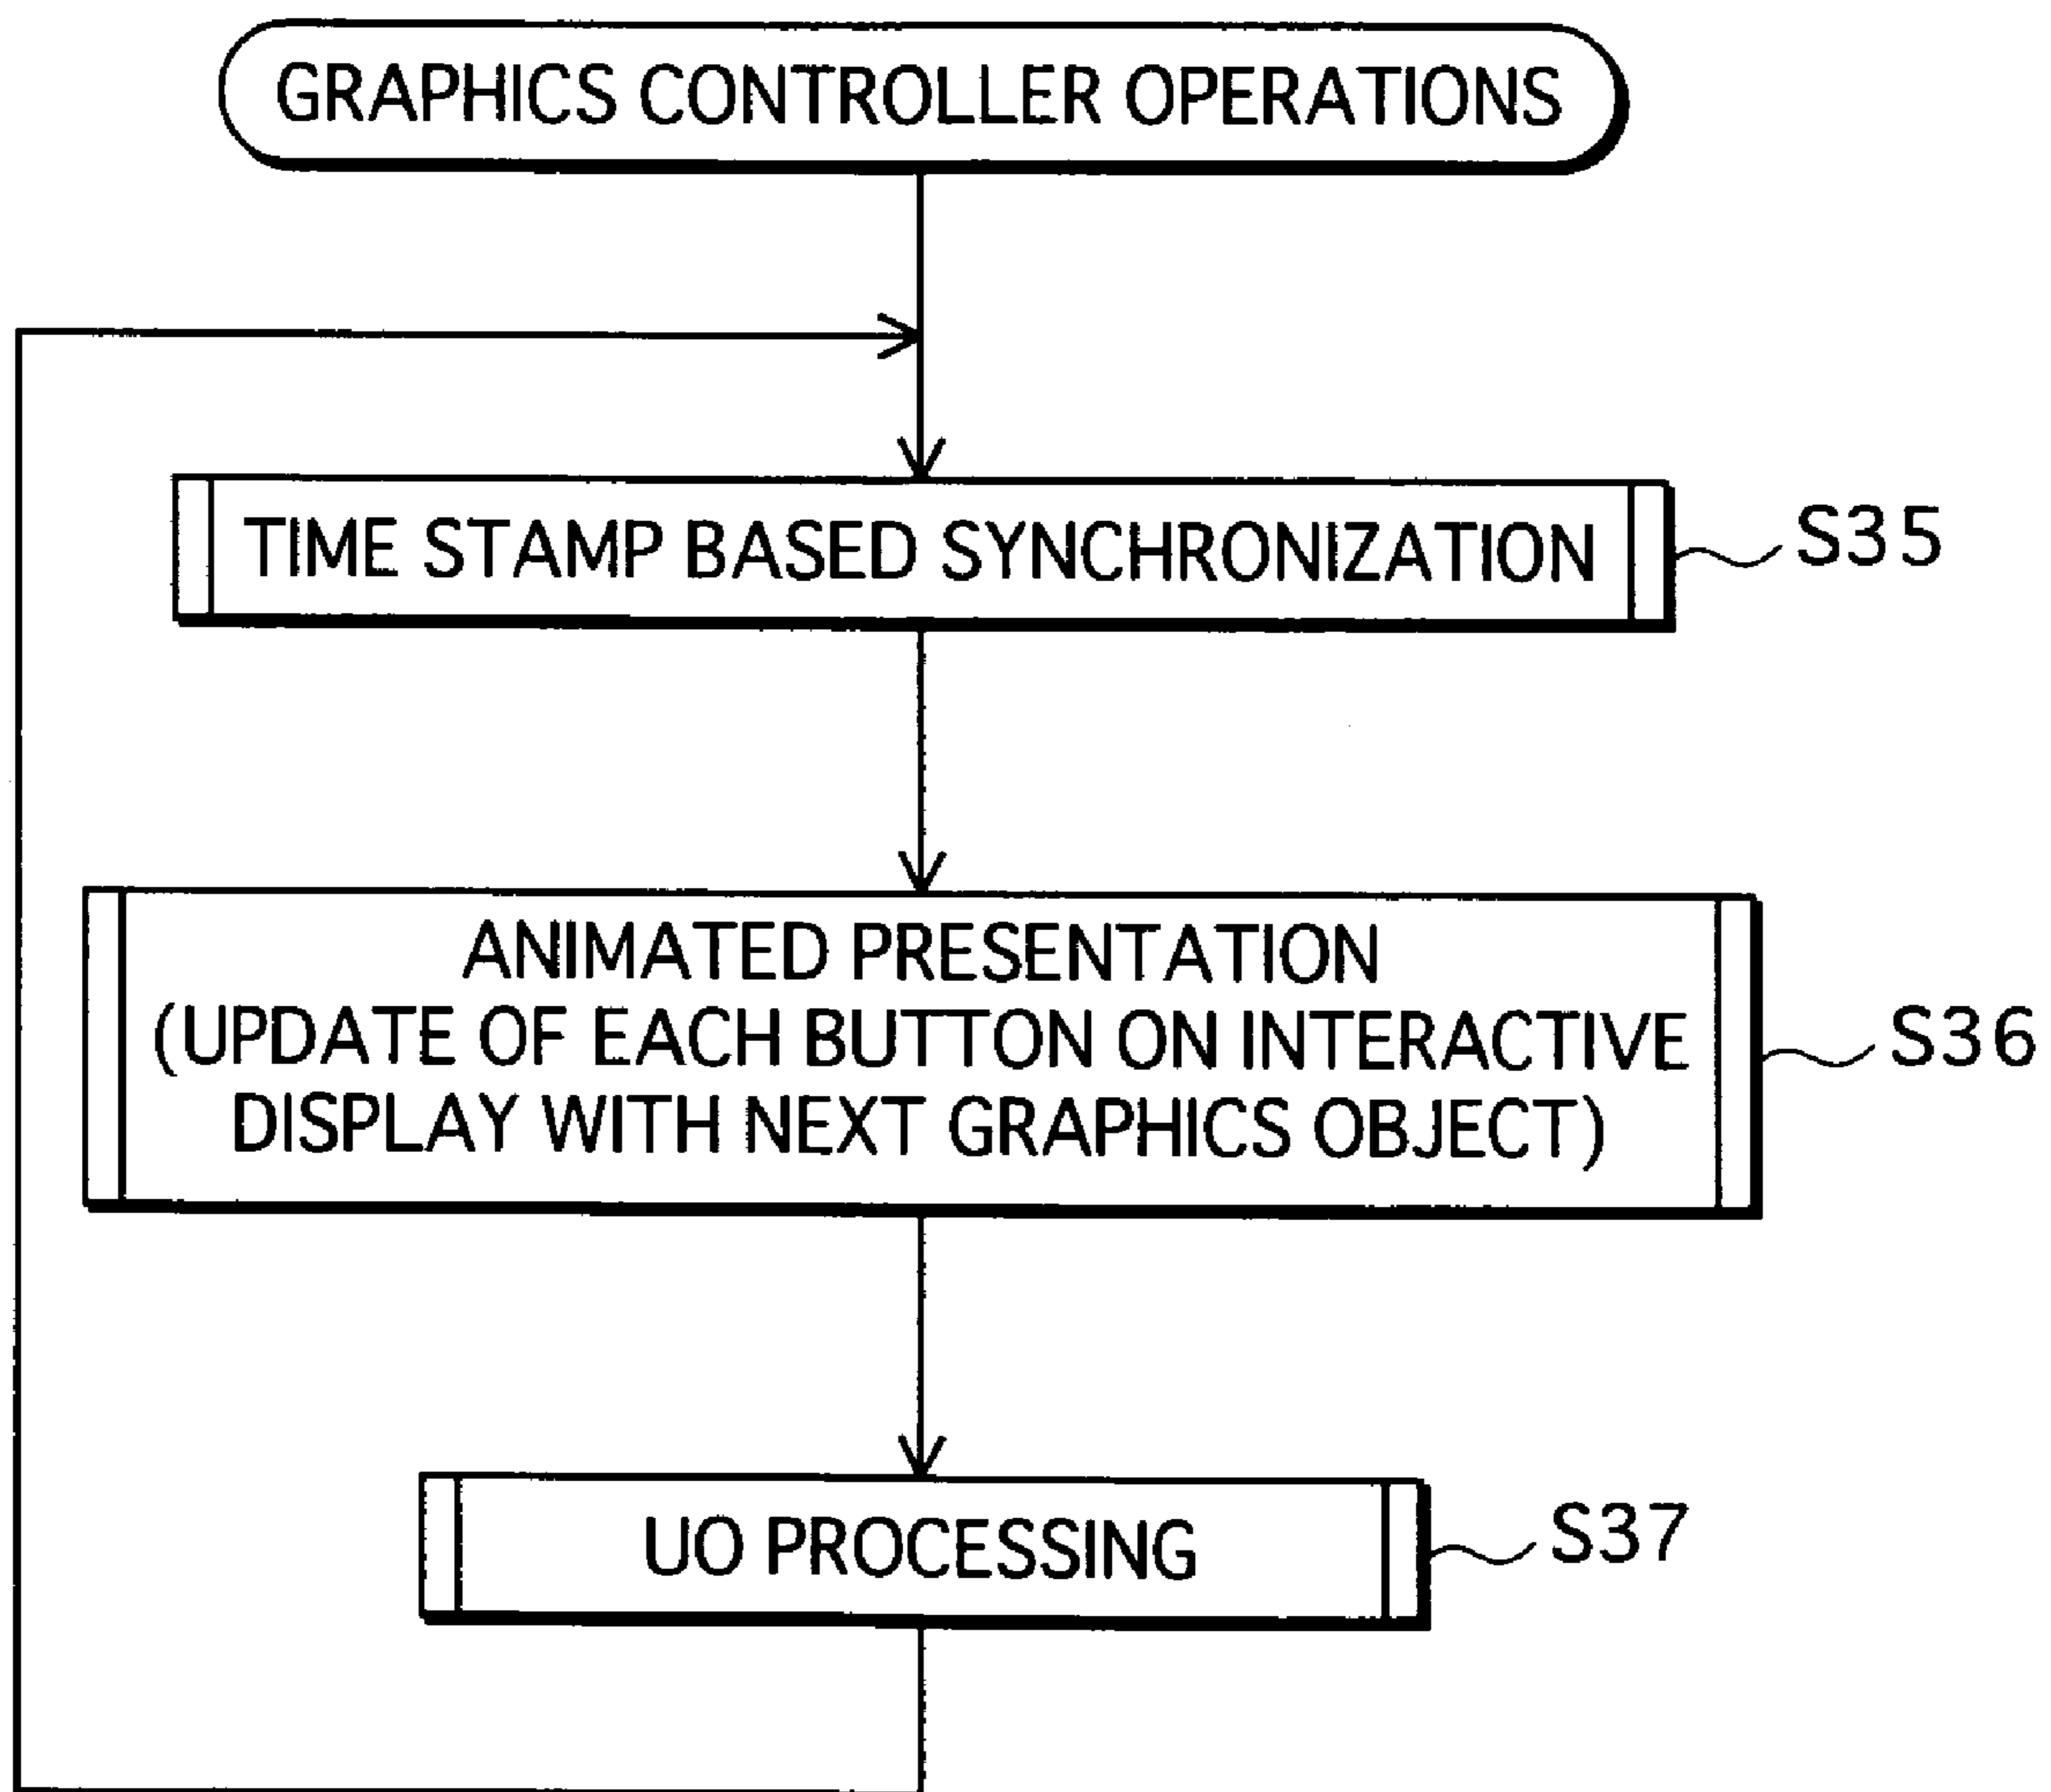 GRAPHICS CONTROLLER OPERATIONS
TIME STAMP BASED SYNCHRONIZATION
S35
ANIMATED PRESENTATION
(UPDATE OF EACH BUTTON ON INTERACTIVE
DISPLAY WITH NEXT GRAPHICS OBJECT)
S36
UO PROCESSING
S37